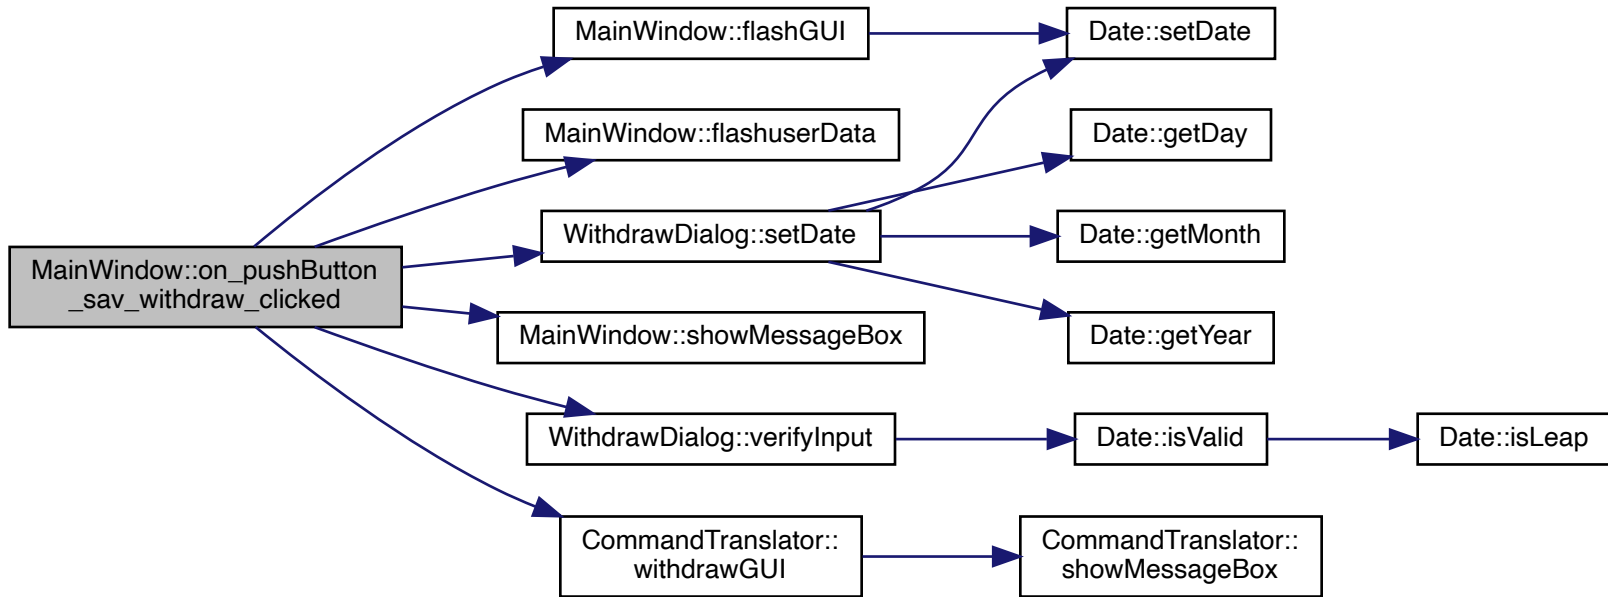 MainWindow::flashGUI
Date::setDate
MainWindow::flashuserData
Date::getDay
WithdrawDialog::setDate
Date::getMonth
MainWindow::on_pushButton
_sav_withdraw_clicked
MainWindow::showMessageBox
Date::getYear
WithdrawDialog::verifyInput
Date::isValid
Date::isLeap
CommandTranslator::
withdrawGUI
CommandTranslator::
showMessageBox